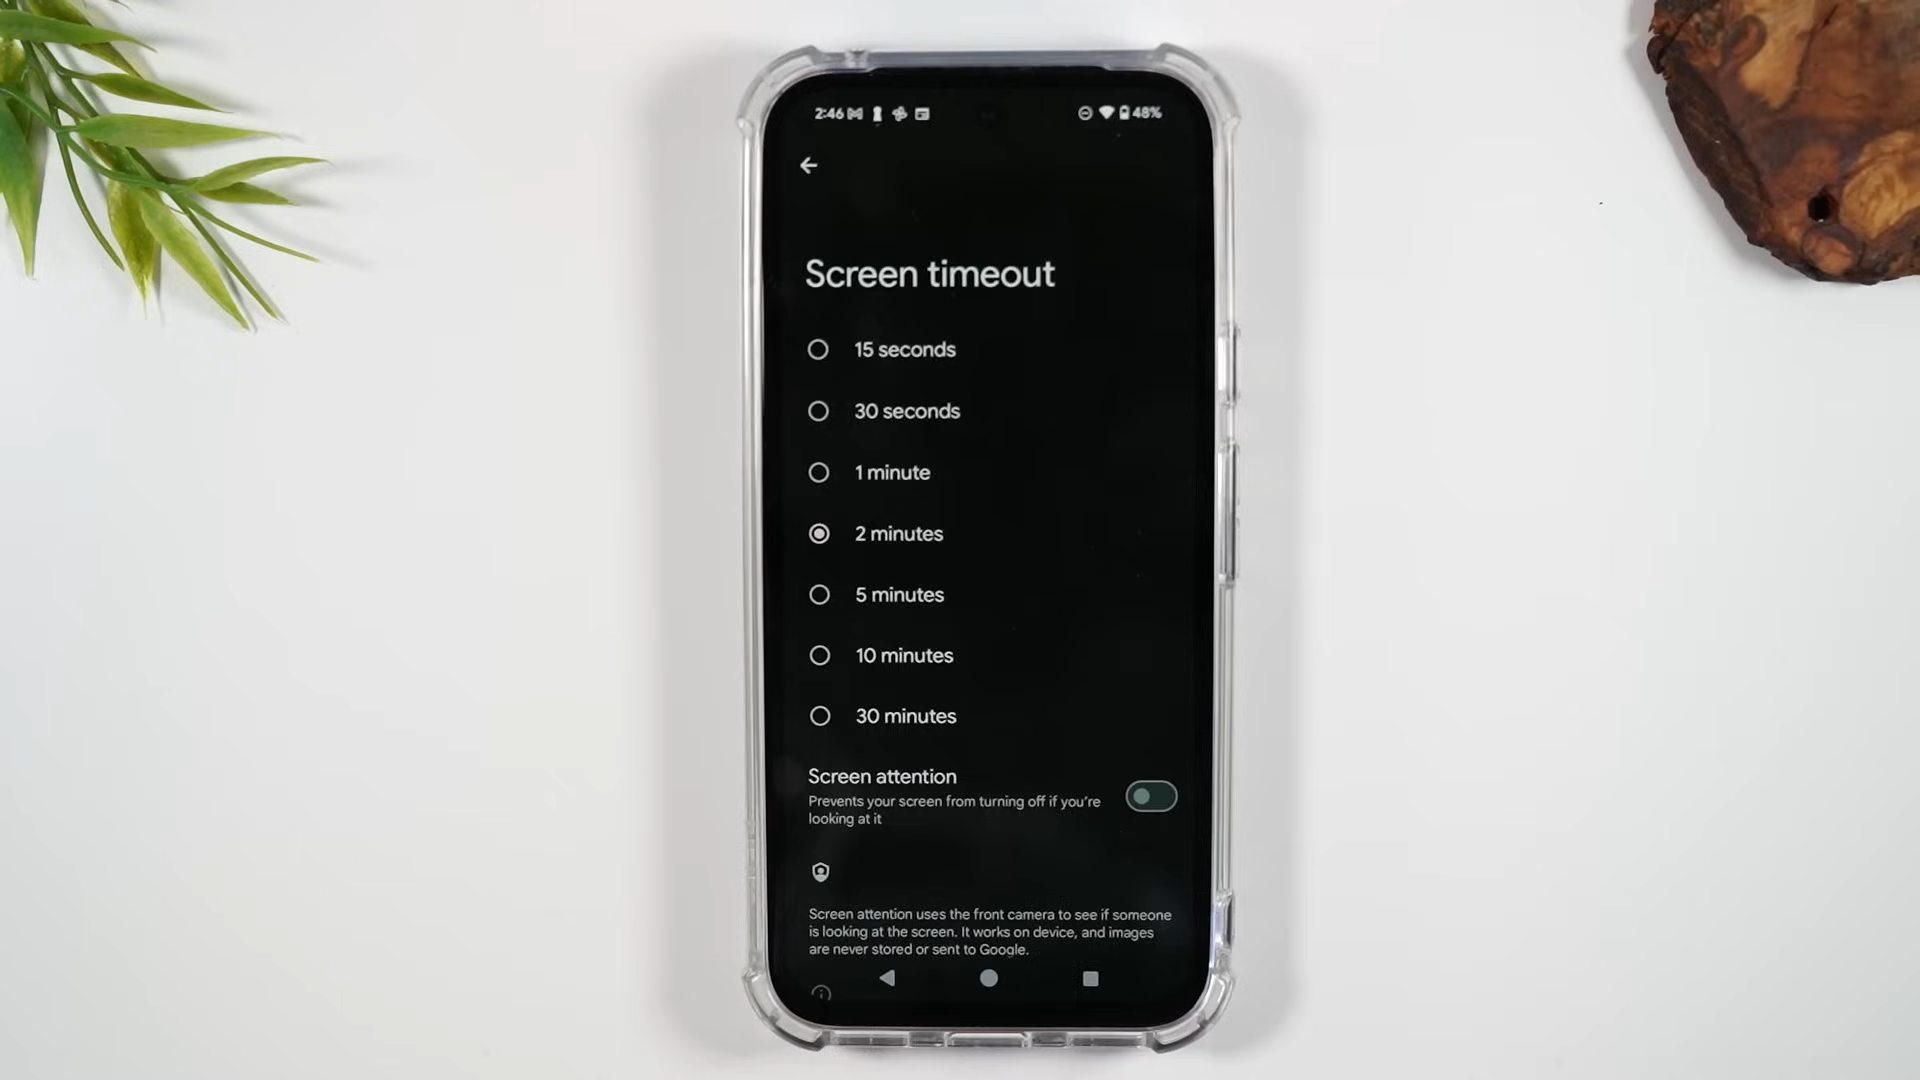 2:46 48%
Screen timeout
15 seconds
30 seconds
1 minute
2 minutes
5 minutes
10 minutes
30 minutes
Screen attention
Prevents your screen from turning off if you're
looking at it
Screen attention uses the front camera to see if someone
is looking at the screen. It works on device, and images
are never stored or sent to Google.